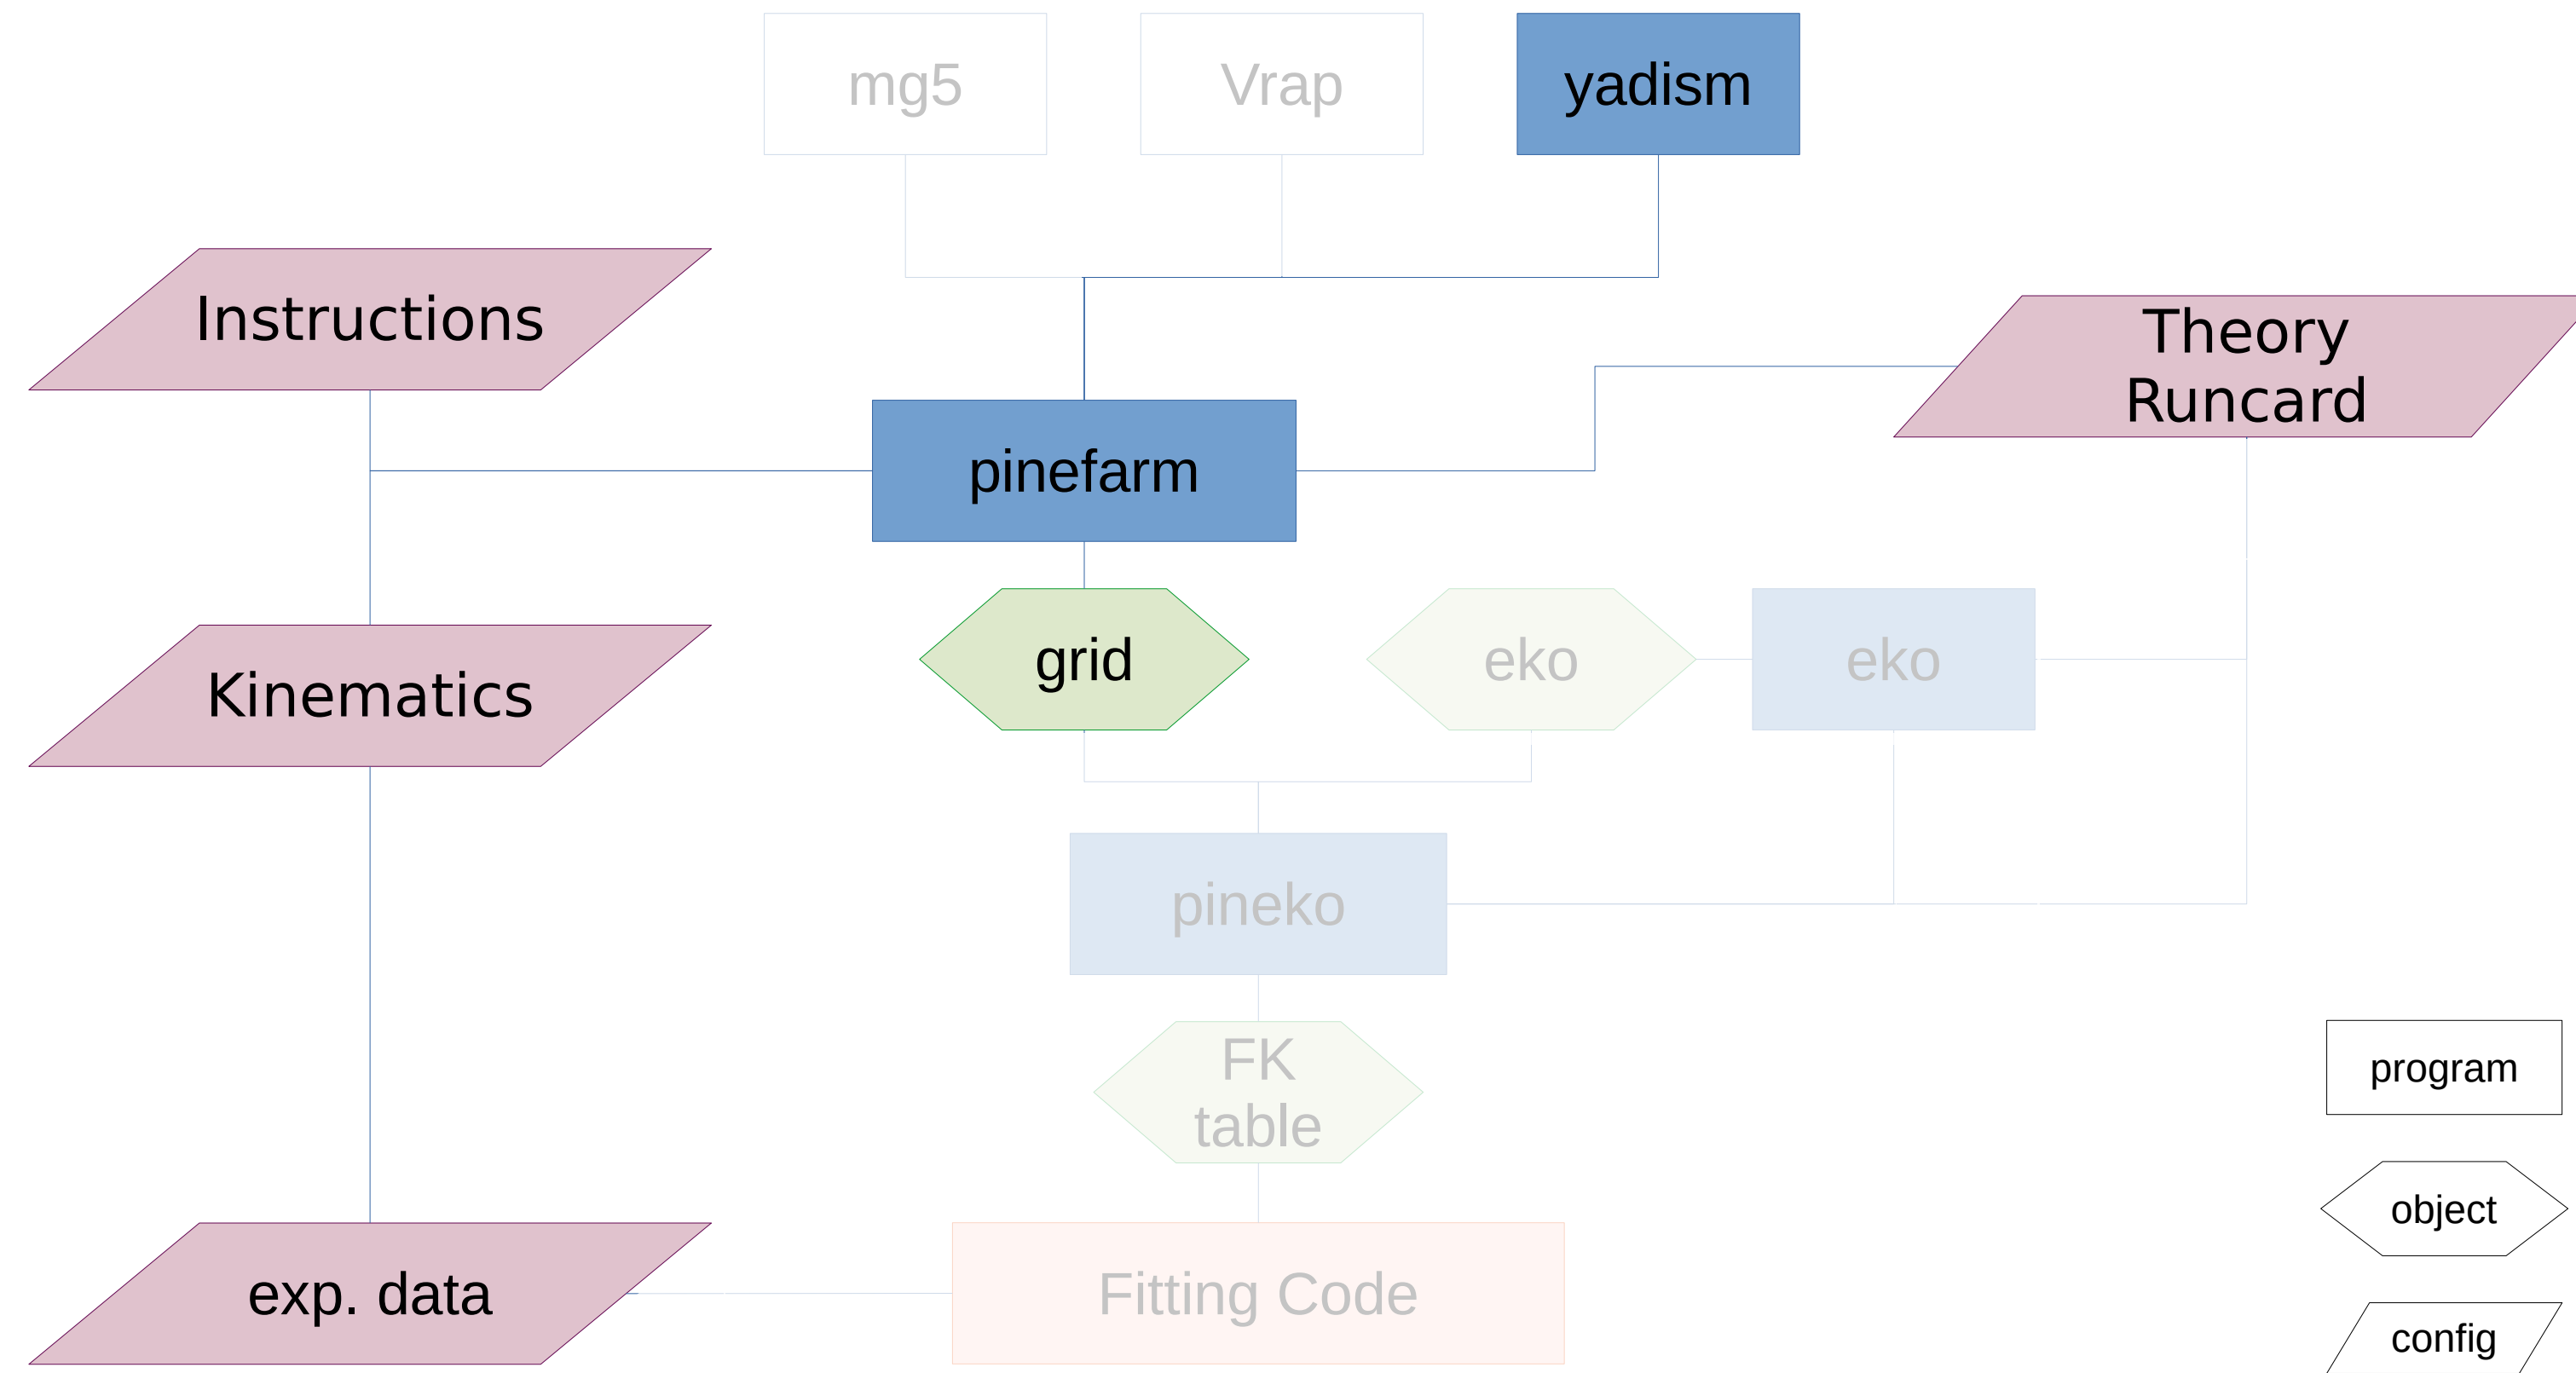 mg5
Vrap
yadism
Instructions
Theory
Runcard
pinefarm
Kinematics
grid
eko
eko
pineko
FK
table
program
object
exp. data
Fitting Code
config